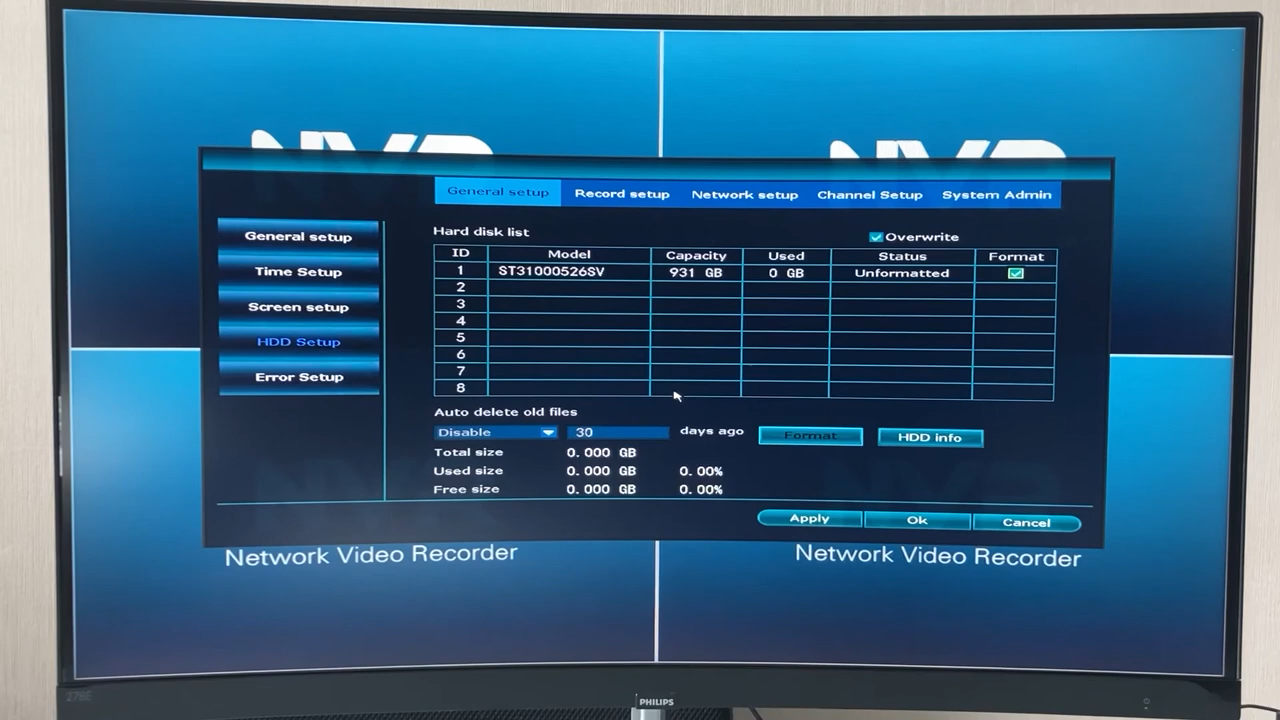 General setup Record setup Network setup Channel Setup System Admin
General setup
Time Setup
Screen setup
HDD Setup
Error Setup
Hard disk list
Overwrite
ID Model Capacity Used Status Format
1 ST31000526SV 931 GB 0 GB Unformatted
2
3
4
5
6
7
8
Auto delete old files
Disable 30 days ago Format HDD info
Total size 0.000 GB
Used size 0.000 GB 0.00%
Free size 0.000 GB 0.00%
Apply Ok Cancel
Network Video Recorder Network Video Recorder
PHILIPS